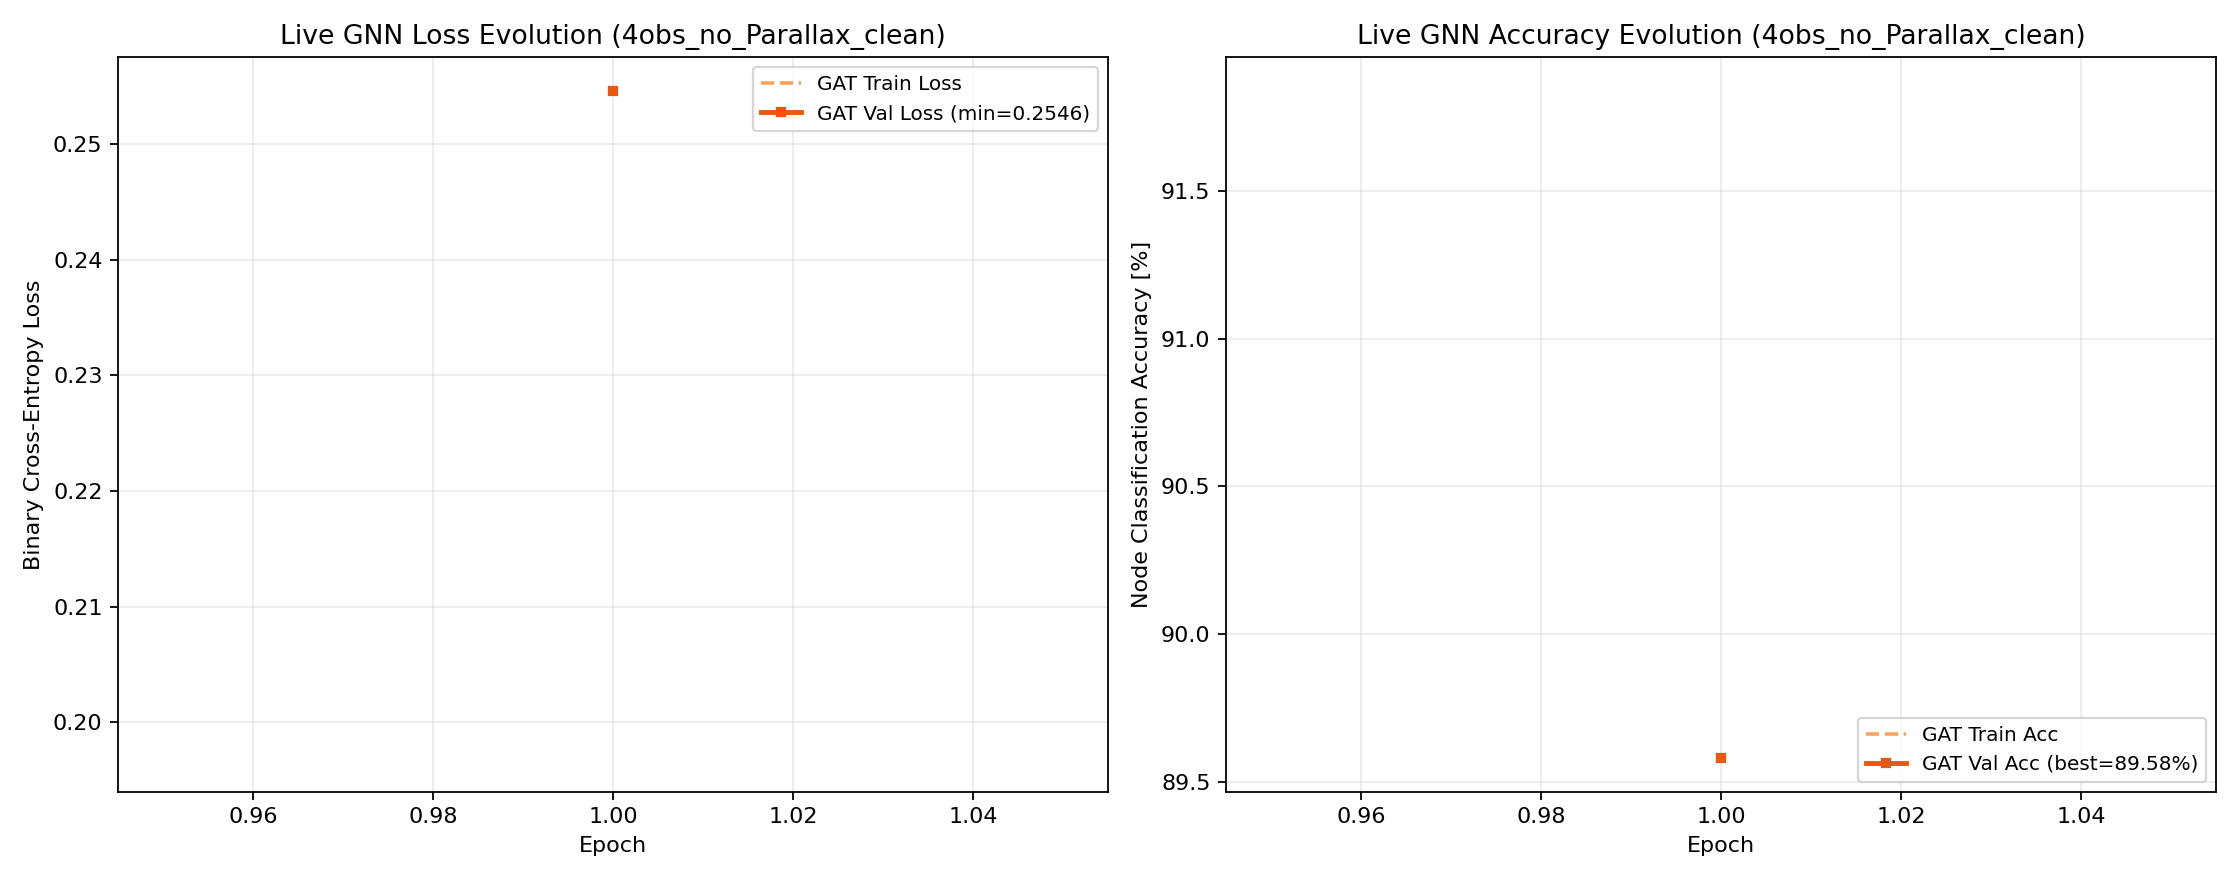 Live GNN Loss Evolution (4obs_no_Parallax_clean)
GAT Train Loss
GAT Val Loss (min=0.2546)
Binary Cross-Entropy Loss
0.25
0.24
0.23
0.22
0.21
0.20
0.96
0.98
1.00
1.02
1.04
Epoch
Live GNN Accuracy Evolution (4obs_no_Parallax_clean)
Node Classification Accuracy [%]
91.5
91.0
90.5
90.0
89.5
GAT Train Acc
GAT Val Acc (best=89.58%)
0.96
0.98
1.00
1.02
1.04
Epoch